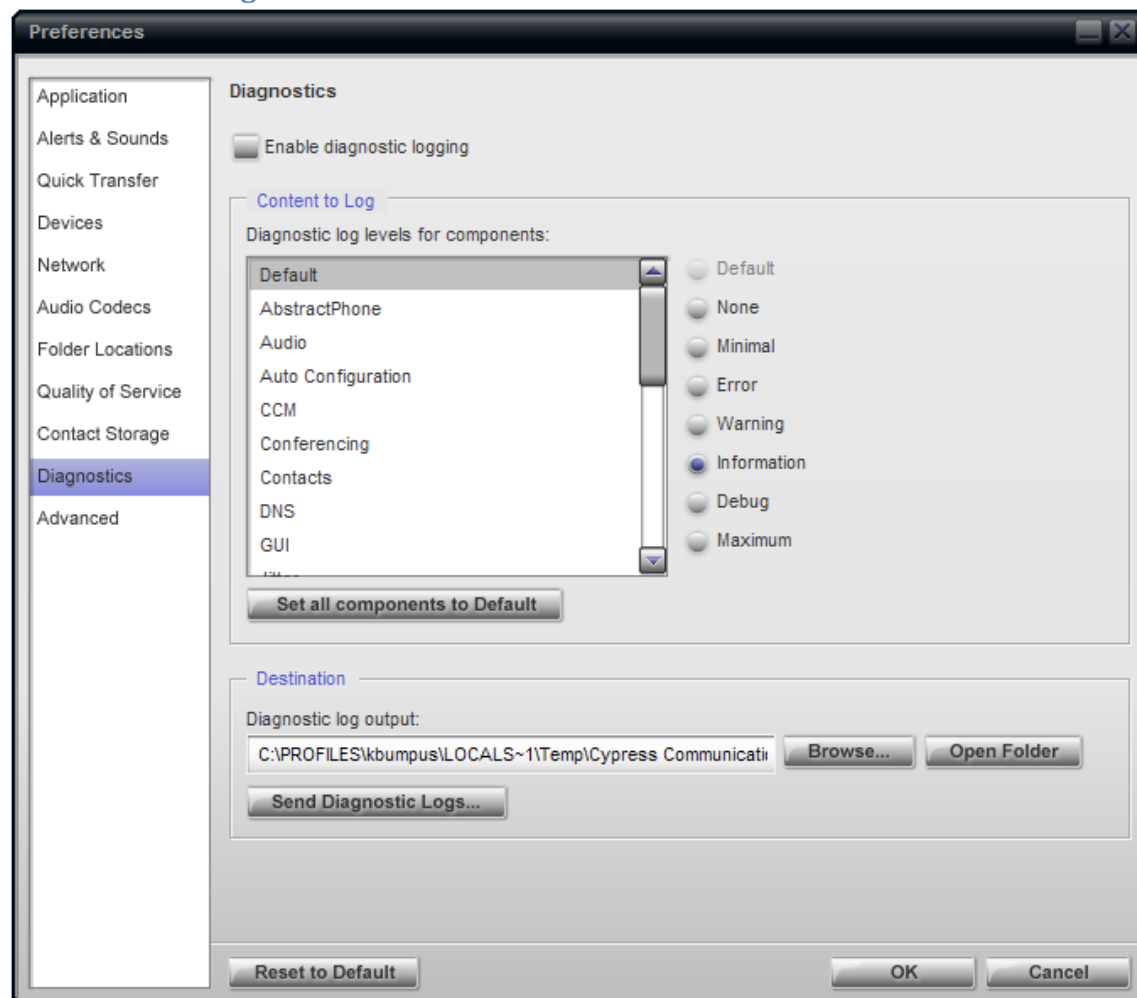 Preferences
Application
Alerts & Sounds
Quick Transfer
Devices
Network
Audio Codecs
Folder Locations
Quality of Service
Contact Storage
Diagnostics
Advanced
Diagnostics
Enable diagnostic logging
Content to Log
Diagnostic log levels for components:
Default
AbstractPhone
Audio
Auto Configuration
CCM
Conferencing
Contacts
DNS
GUI
Default
None
Minimal
Error
Warning
Information
Debug
Maximum
Set all components to Default
Destination
Diagnostic log output:
C:\PROFILES\kbumpus\LOCALS~1\Temp\Cypress Communicati
Browse...
Open Folder
Send Diagnostic Logs...
Reset to Default
OK
Cancel